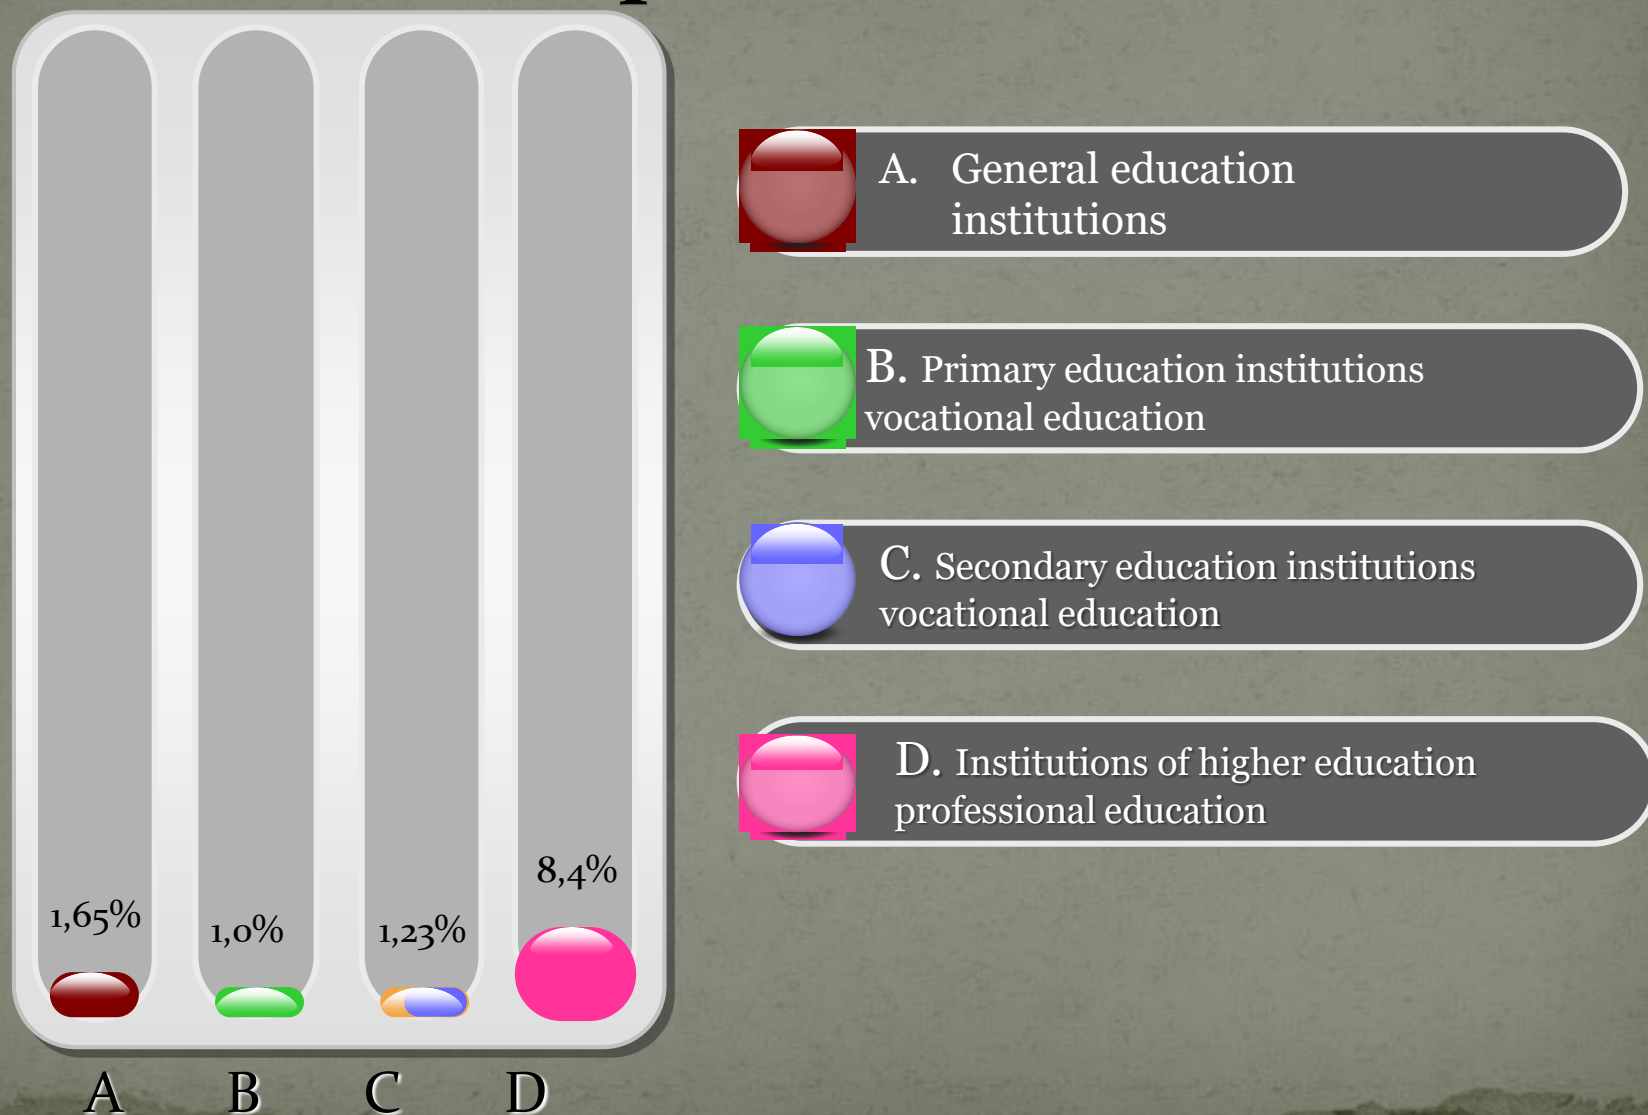 A. General education
institutions
B. Primary education institutions
vocational education
C. Secondary education institutions
vocational education
D. Institutions of higher education
professional education
8,4%
1,65%
1,0%
1,23%
A B C D